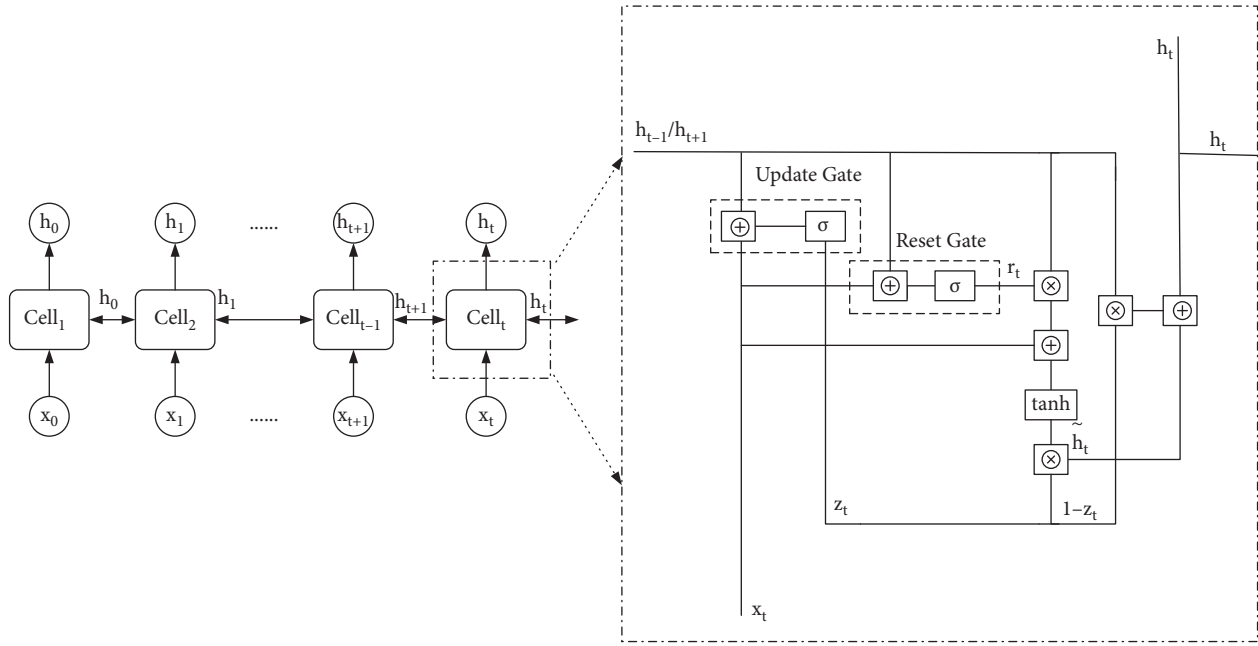 h₀ h₁ ...... hₜ₊₁ hₜ
Cell₁ h₀ Cell₂ h₁ Cellₜ₋₁ hₜ₊₁ Cellₜ hₜ
x₀ x₁ ...... xₜ₊₁ xₜ
hₜ
hₜ₋₁/hₜ₊₁
hₜ
Update Gate
⊕ σ
Reset Gate
⊕ σ rₜ ⊗
⊗ ⊕
⊕
tanh
h̃ₜ
⊗
zₜ 1–zₜ
xₜ